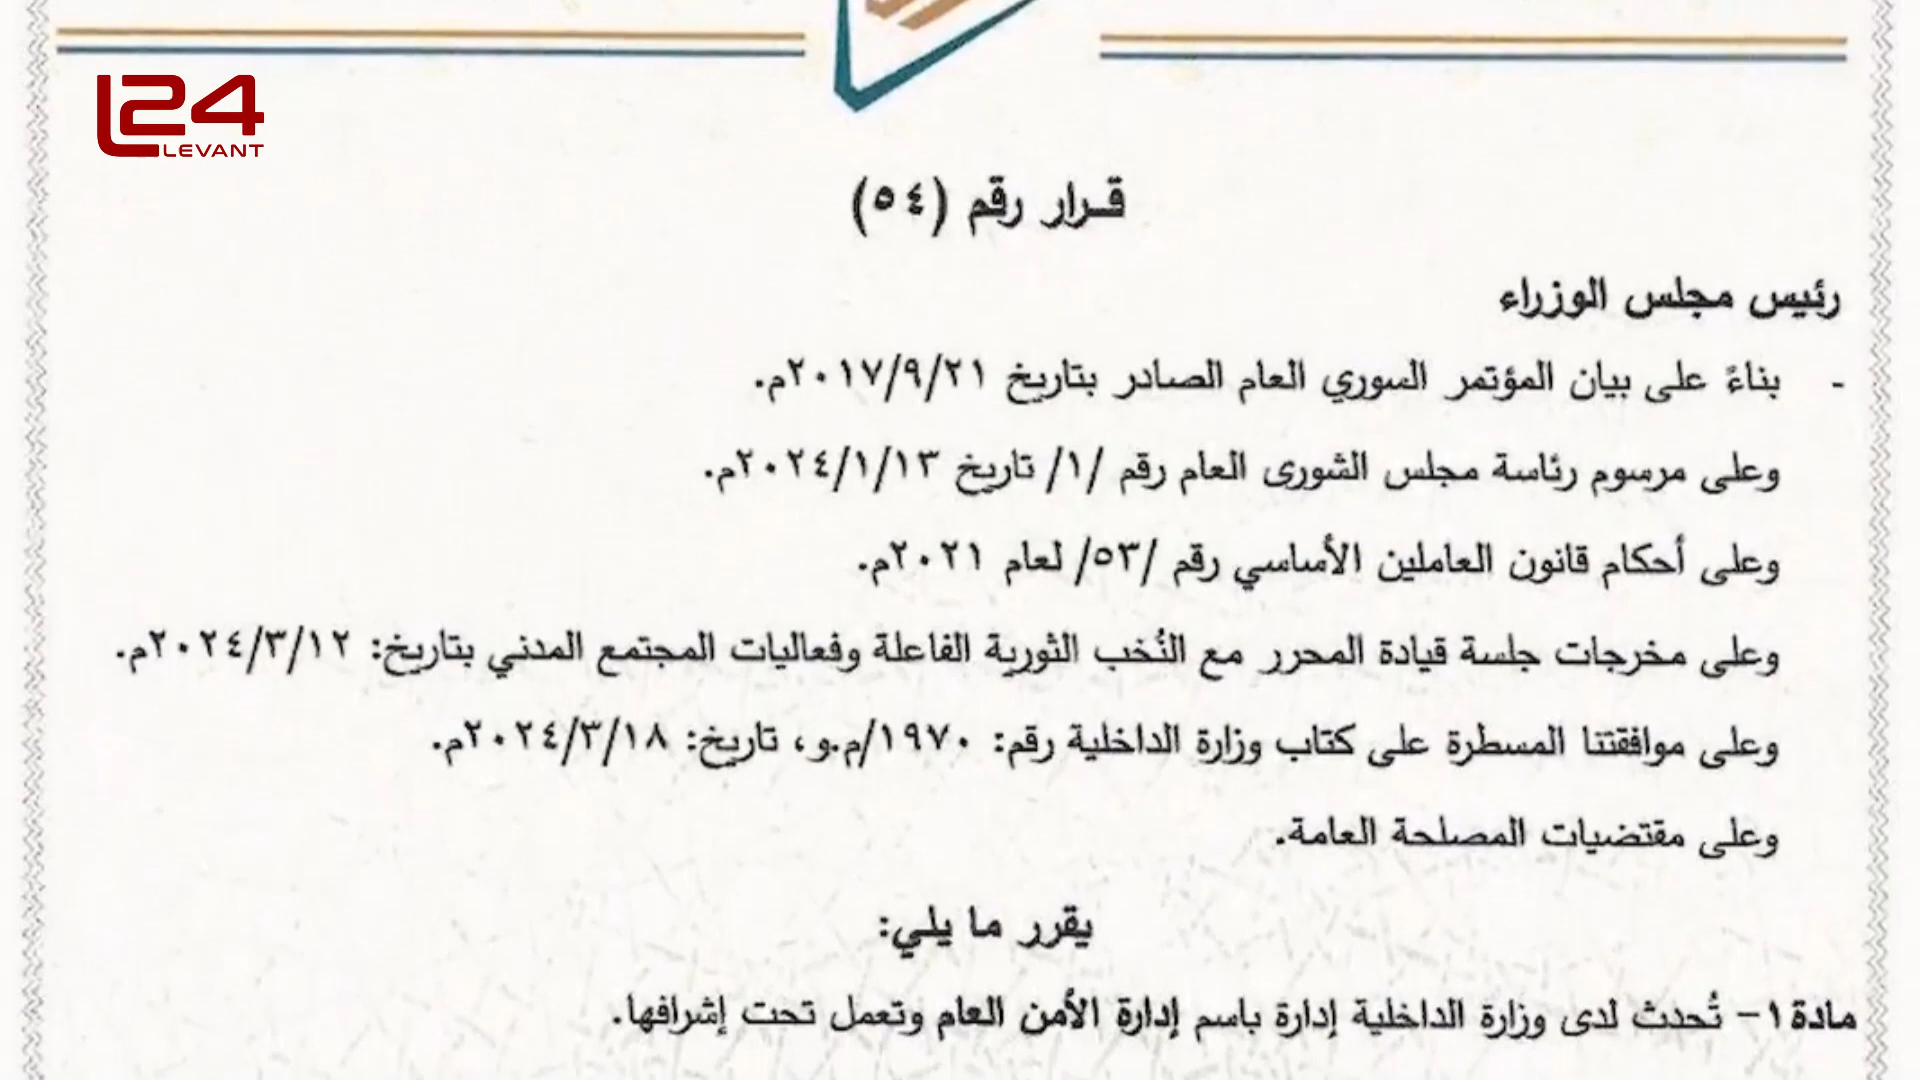 L24
LEVANT
قـرار رقم (٥٤)
رئيس مجلس الوزراء
- بناءً على بيان المؤتمر السوري العام الصادر بتاريخ ٢٠١٧/٩/٢١م.
وعلى مرسوم رئاسة مجلس الشورى العام رقم /١/ تاريخ ٢٠٢٤/١/١٣م.
وعلى أحكام قانون العاملين الأساسي رقم /٥٣/ لعام ٢٠٢١م.
وعلى مخرجات جلسة قيادة المحرر مع النُخب الثورية الفاعلة وفعاليات المجتمع المدني بتاريخ: ٢٠٢٤/٣/١٢م.
وعلى موافقتنا المسطرة على كتاب وزارة الداخلية رقم: ١٩٧٠/م.و، تاريخ: ٢٠٢٤/٣/١٨م.
وعلى مقتضيات المصلحة العامة.
يقرر ما يلي:
مادة ١- تُحدث لدى وزارة الداخلية إدارة باسم إدارة الأمن العام وتعمل تحت إشرافها.